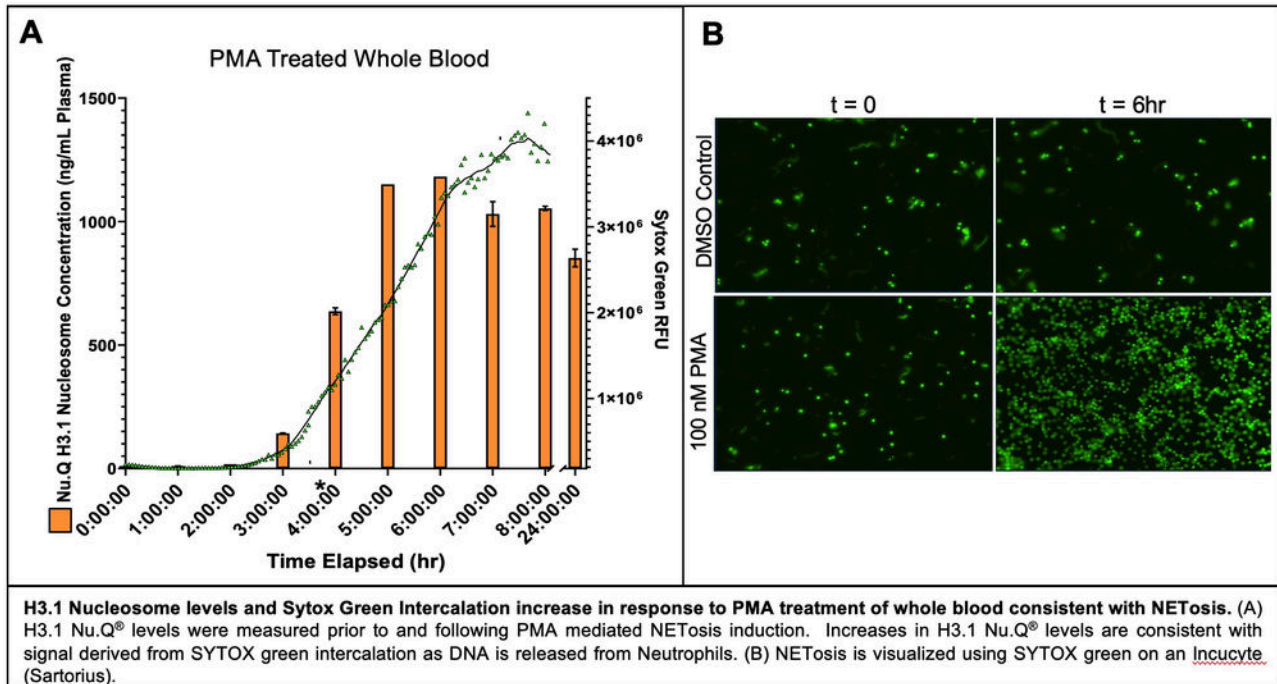 A
PMA Treated Whole Blood
Nu.Q H3.1 Nucleosome Concentration (ng/mL Plasma)
1500
1000
500
0
Sytox Green RFU
4×10⁶
3×10⁶
2×10⁶
1×10⁶
0:00:00
1:00:00
2:00:00
3:00:00
*
4:00:00
5:00:00
6:00:00
7:00:00
8:00:00
24:00:00
Time Elapsed (hr)
B
t = 0
t = 6hr
DMSO Control
100 nM PMA
H3.1 Nucleosome levels and Sytox Green Intercalation increase in response to PMA treatment of whole blood consistent with NETosis. (A)
H3.1 Nu.Q® levels were measured prior to and following PMA mediated NETosis induction. Increases in H3.1 Nu.Q® levels are consistent with
signal derived from SYTOX green intercalation as DNA is released from Neutrophils. (B) NETosis is visualized using SYTOX green on an Incucyte
(Sartorius).